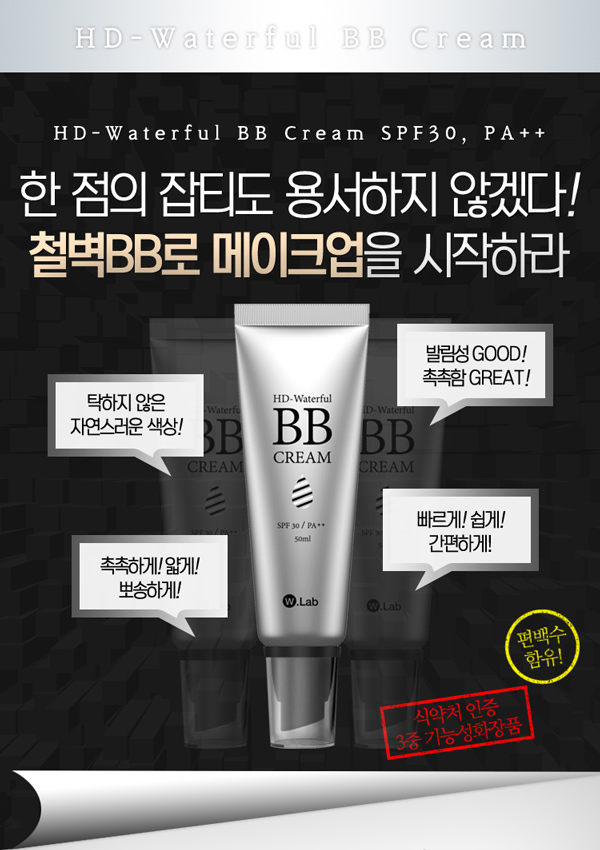 HD-Waterful BB Cream
HD-Waterful BB Cream SPF30, PA++
한 점의 잡티도 용서하지 않겠다!
철벽BB로 메이크업을 시작하라
발림성 GOOD!
촉촉함 GREAT!
탁하지 않은
자연스러운 색상!
HD-Waterful
BB
CREAM
SPF 30 / PA++
50ml
W.Lab
빠르게! 쉽게!
간편하게!
촉촉하게! 얇게!
뽀송하게!
편백수
함유!
식약처 인증
3중 기능성화장품